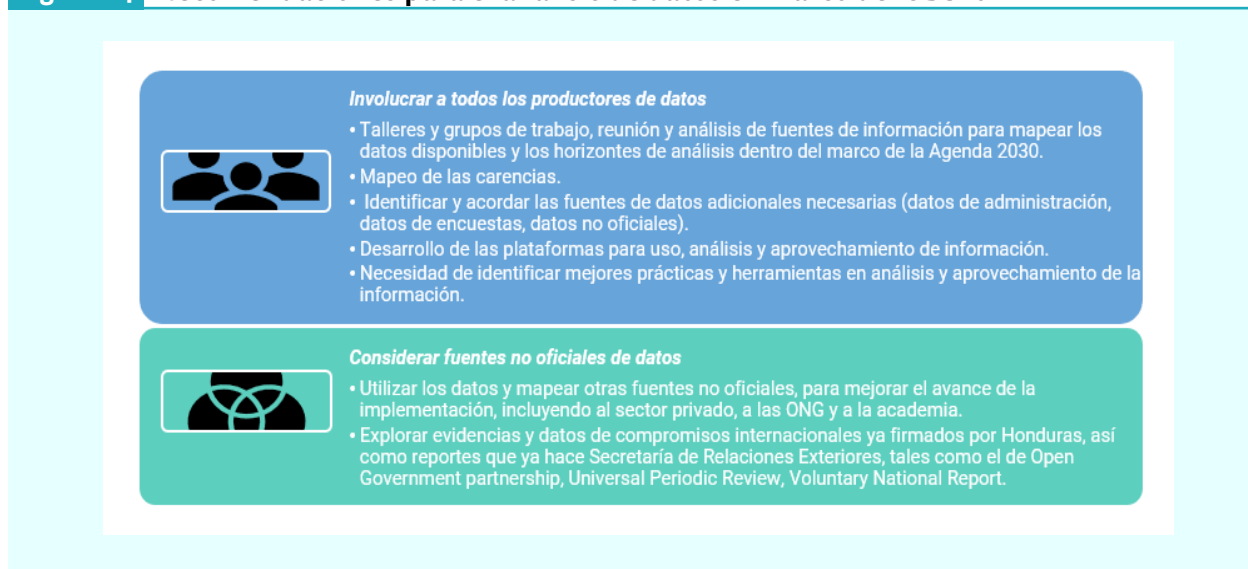 Involucrar a todos los productores de datos
• Talleres y grupos de trabajo, reunión y análisis de fuentes de información para mapear los
datos disponibles y los horizontes de análisis dentro del marco de la Agenda 2030.
• Mapeo de las carencias.
• Identificar y acordar las fuentes de datos adicionales necesarias (datos de administración,
datos de encuestas, datos no oficiales).
• Desarrollo de las plataformas para uso, análisis y aprovechamiento de información.
• Necesidad de identificar mejores prácticas y herramientas en análisis y aprovechamiento de la
información.
Considerar fuentes no oficiales de datos
• Utilizar los datos y mapear otras fuentes no oficiales, para mejorar el avance de la
implementación, incluyendo al sector privado, a las ONG y a la academia.
• Explorar evidencias y datos de compromisos internacionales ya firmados por Honduras, así
como reportes que ya hace Secretaría de Relaciones Exteriores, tales como el de Open
Government partnership, Universal Periodic Review, Voluntary National Report.